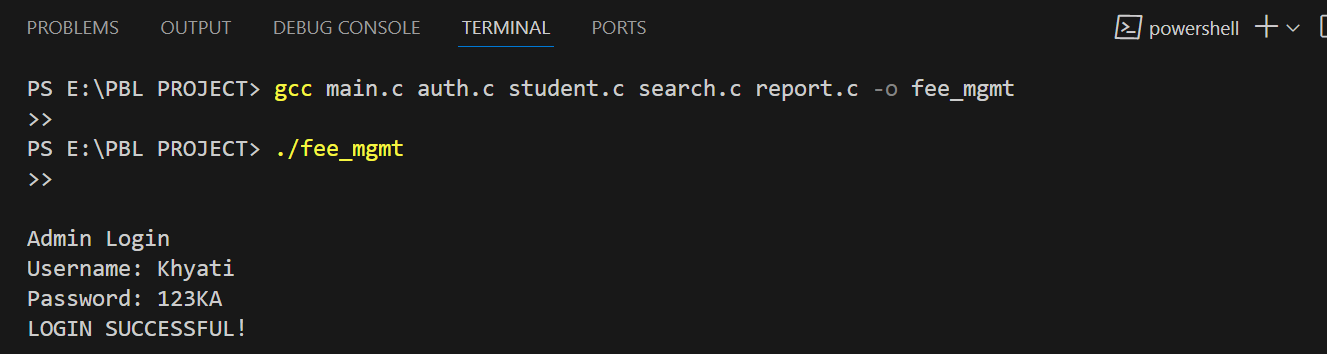 PROBLEMS OUTPUT DEBUG CONSOLE TERMINAL PORTS powershell
PS E:\PBL PROJECT> gcc main.c auth.c student.c search.c report.c -o fee_mgmt
>>
PS E:\PBL PROJECT> ./fee_mgmt
>>
Admin Login
Username: Khyati
Password: 123KA
LOGIN SUCCESSFUL!